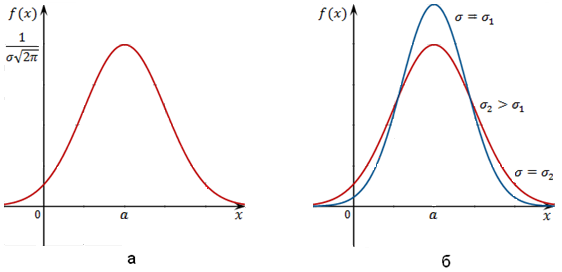 f(x)
1
σ√2π
0
a
x
а
f(x)
σ = σ₁
σ₂ > σ₁
σ = σ₂
0
a
x
б